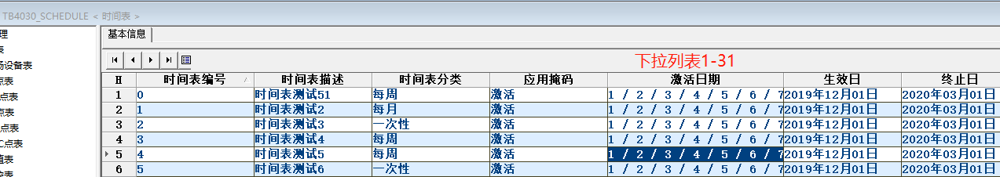 TB4030_SCHEDULE < 时间表 >
理
表
场设备表
点表
点表
点表
点表
C点表
值表
基本信息
下拉列表1-31
H 时间表编号 时间表描述 时间表分类 应用掩码 激活日期 生效日 终止日
1 0 时间表测试51 每周 激活 1 / 2 / 3 / 4 / 5 / 6 / 7 2019年12月01日 2020年03月01日
2 1 时间表测试2 每月 激活 1 / 2 / 3 / 4 / 5 / 6 / 7 2019年12月01日 2020年03月01日
3 2 时间表测试3 一次性 激活 1 / 2 / 3 / 4 / 5 / 6 / 7 2019年12月01日 2020年03月01日
4 3 时间表测试4 每周 激活 1 / 2 / 3 / 4 / 5 / 6 / 7 2019年12月01日 2020年03月01日
5 4 时间表测试5 每周 激活 1 / 2 / 3 / 4 / 5 / 6 / 7 2019年12月01日 2020年03月01日
6 5 时间表测试6 一次性 激活 1 / 2 / 3 / 4 / 5 / 6 / 7 2019年12月01日 2020年03月01日